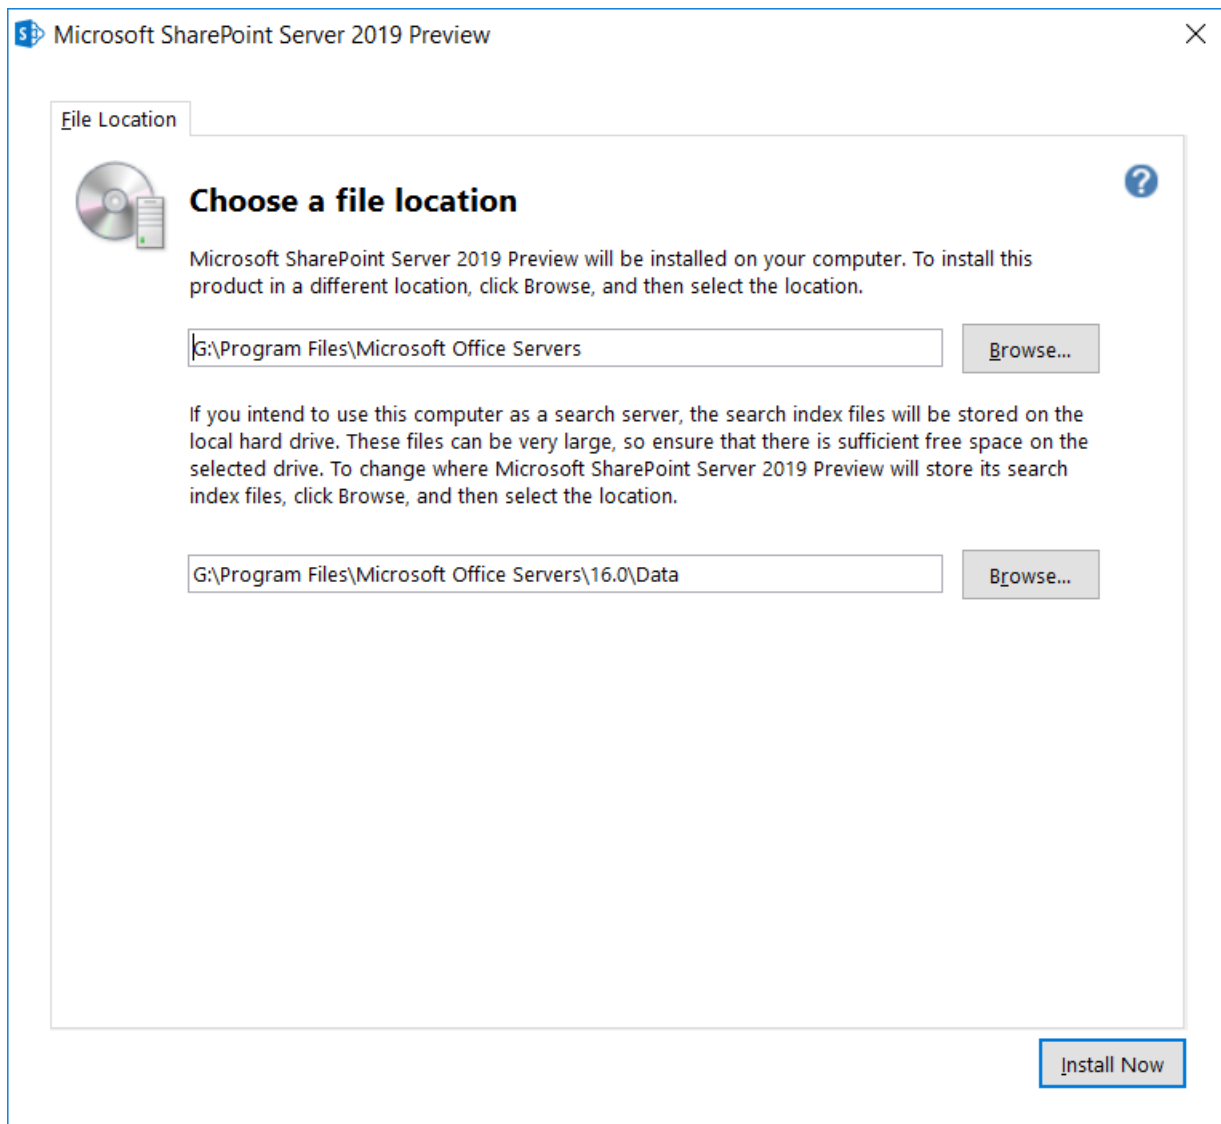 Microsoft SharePoint Server 2019 Preview
File Location
Choose a file location
Microsoft SharePoint Server 2019 Preview will be installed on your computer. To install this
product in a different location, click Browse, and then select the location.
G:\Program Files\Microsoft Office Servers
Browse...
If you intend to use this computer as a search server, the search index files will be stored on the
local hard drive. These files can be very large, so ensure that there is sufficient free space on the
selected drive. To change where Microsoft SharePoint Server 2019 Preview will store its search
index files, click Browse, and then select the location.
G:\Program Files\Microsoft Office Servers\16.0\Data
Browse...
Install Now